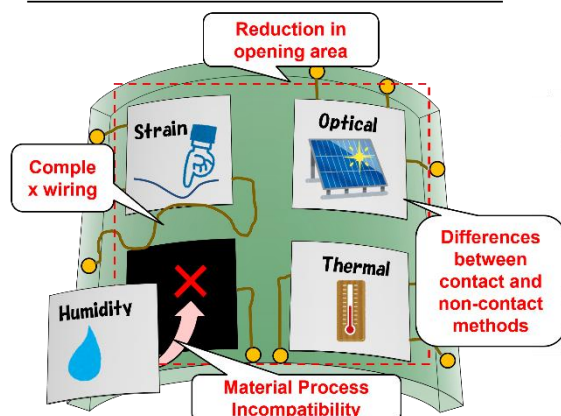 Reduction in
opening area
Strain
Optical
Comple
x wiring
Differences
between
contact and
non-contact
methods
Thermal
Humidity
Material Process
Incompatibility